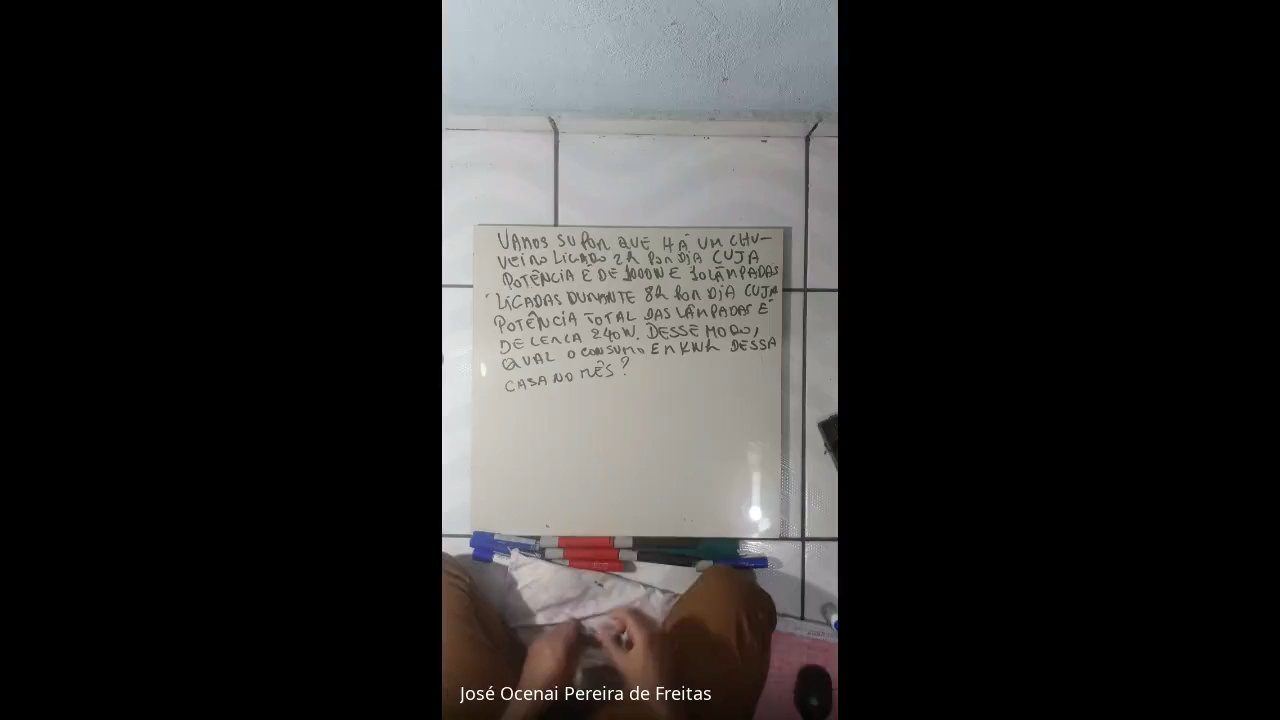 VAMOS SUPOR QUE HÁ UM CHU-
VEIRO LIGADO 2h POR DIA CUJA
POTÊNCIA É DE 1000W E 10 LÂMPADAS
LIGADAS DURANTE 8h POR DIA CUJA
POTÊNCIA TOTAL DAS LÂMPADAS É
DE CERCA 240W. DESSE MODO,
QUAL O CONSUMO EM KWh DESSA
CASA NO MÊS?
José Ocenai Pereira de Freitas